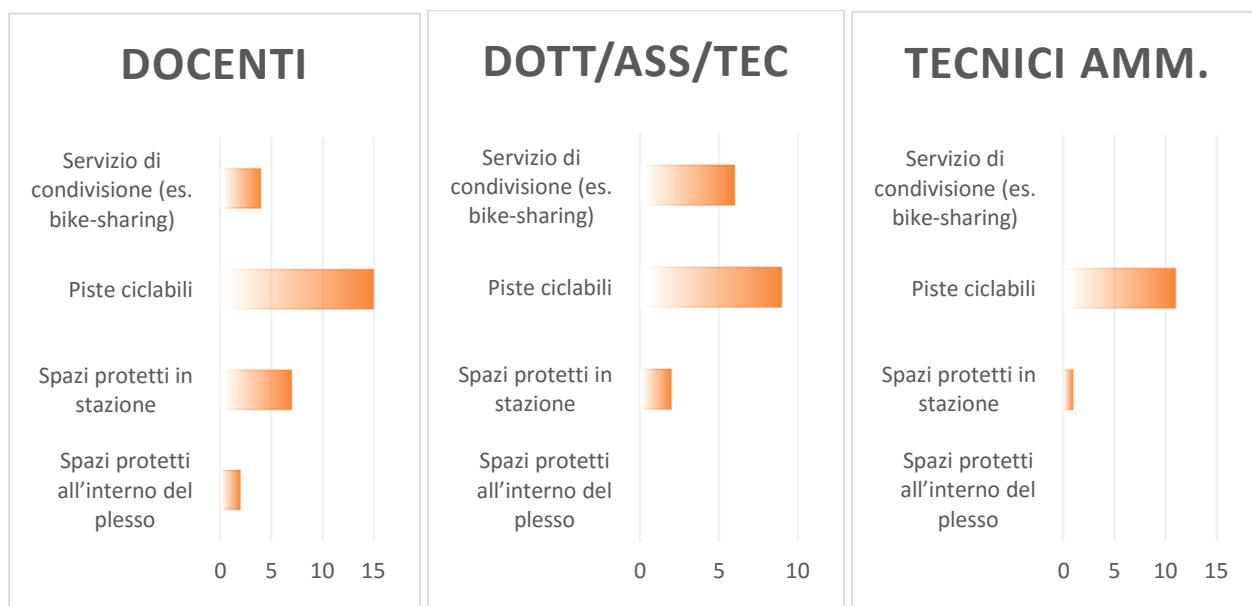 DOCENTI
Servizio di
condivisione (es.
bike-sharing)
Piste ciclabili
Spazi protetti in
stazione
Spazi protetti
all’interno del
plesso
0 5 10 15
DOTT/ASS/TEC
Servizio di
condivisione (es.
bike-sharing)
Piste ciclabili
Spazi protetti in
stazione
Spazi protetti
all’interno del
plesso
0 5 10
TECNICI AMM.
Servizio di
condivisione (es.
bike-sharing)
Piste ciclabili
Spazi protetti in
stazione
Spazi protetti
all’interno del
plesso
0 5 10 15